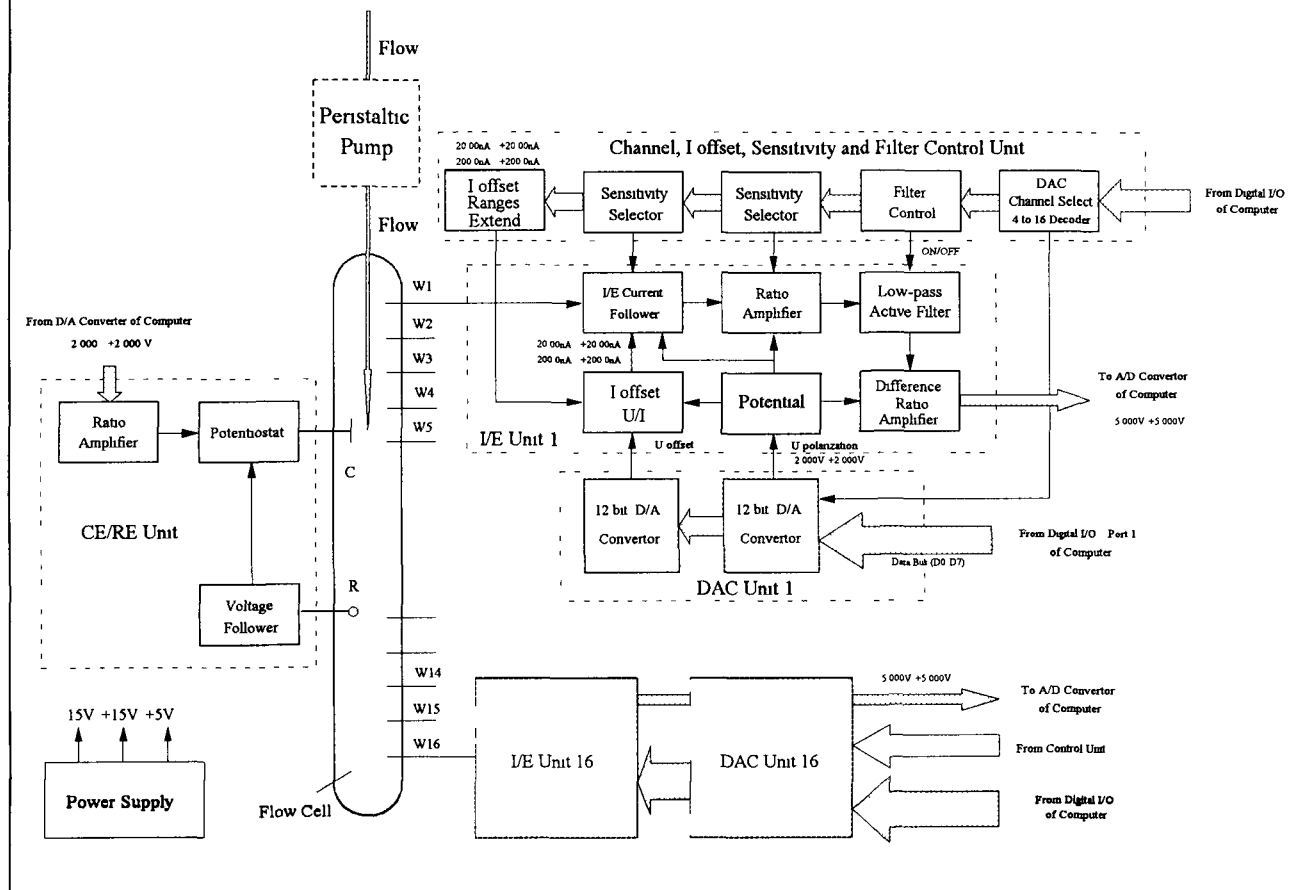 Flow
Peristaltic
Pump
Flow
Channel, I offset, Sensitivity and Filter Control Unit
20 00nA +20 00nA
200 0nA +200 0nA
I offset
Ranges
Extend
Sensitivity
Selector
Sensitivity
Selector
Filter
Control
DAC
Channel Select
4 to 16 Decoder
From Digital I/O
of Computer
ON/OFF
W1
W2
W3
W4
W5
I/E Current
Follower
Ratio
Amplifier
Low-pass
Active Filter
20 00nA +20 00nA
200 0nA +200 0nA
I offset
U/I
Potential
Difference
Ratio
Amplifier
To A/D Convertor
of Computer
5 000V +5 000V
I/E Unit 1
U offset
U polarization
2 000V +2 000V
12 bit D/A
Convertor
12 bit D/A
Convertor
From Digital I/O Port 1
of Computer
Data Bus (D0 D7)
DAC Unit 1
From D/A Converter of Computer
2 000 +2 000 V
Ratio
Amplifier
Potentiostat
C
CE/RE Unit
R
Voltage
Follower
W14
W15
W16
I/E Unit 16
DAC Unit 16
5 000V +5 000V
To A/D Convertor
of Computer
From Control Unit
From Digital I/O
of Computer
15V +15V +5V
Power Supply
Flow Cell